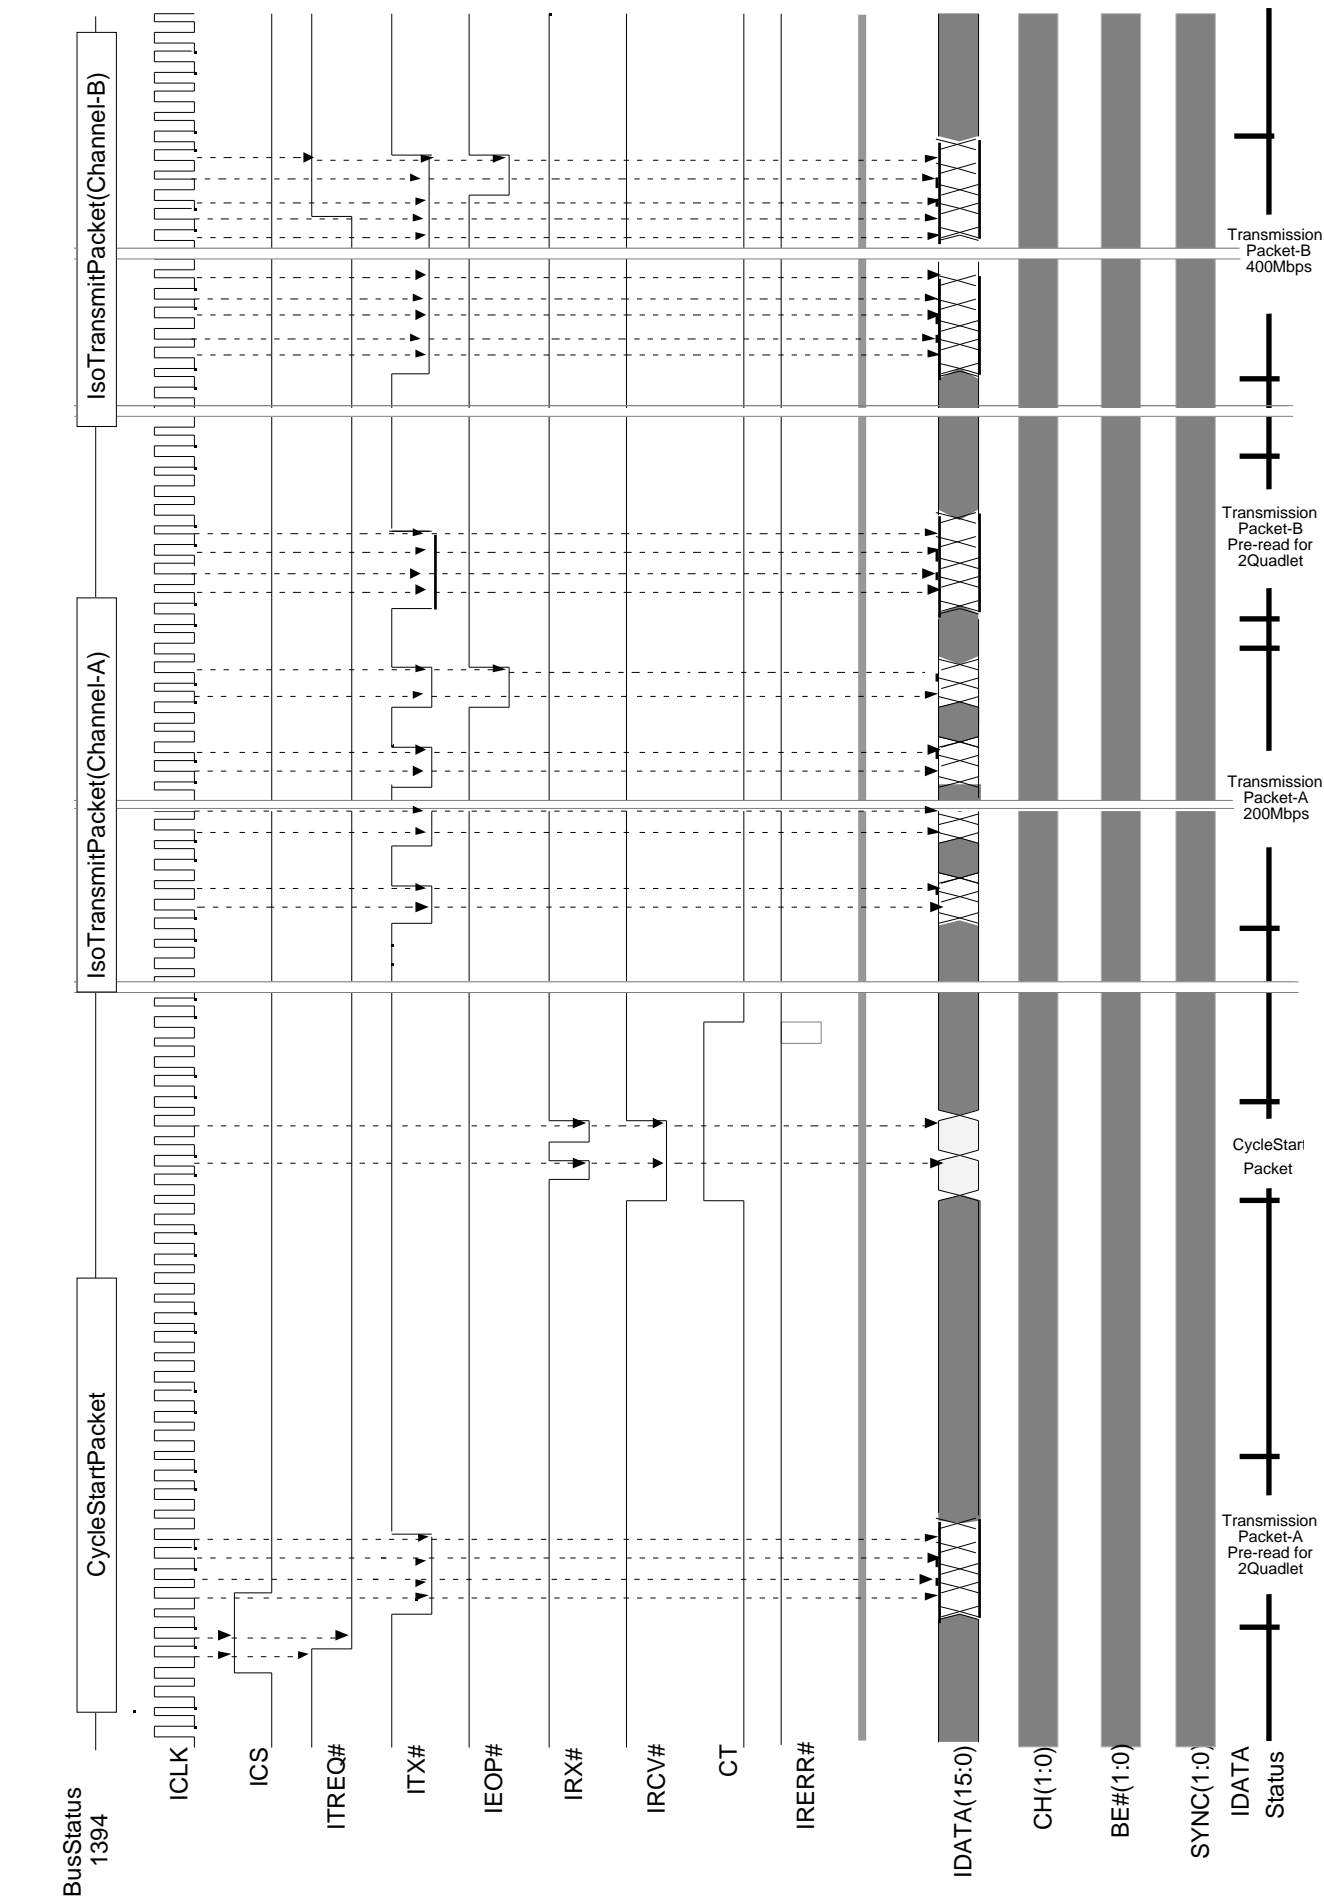 BusStatus
1394
CycleStartPacket
IsoTransmitPacket(Channel-A)
IsoTransmitPacket(Channel-B)
ICLK
ICS
ITREQ#
ITX#
IEOP#
IRX#
IRCV#
CT
IRERR#
IDATA(15:0)
CH(1:0)
BE#(1:0)
SYNC(1:0)
IDATA
Status
Transmission
Packet-A
Pre-read for
2Quadlet
CycleStart
Packet
Transmission
Packet-A
200Mbps
Transmission
Packet-B
Pre-read for
2Quadlet
Transmission
Packet-B
400Mbps